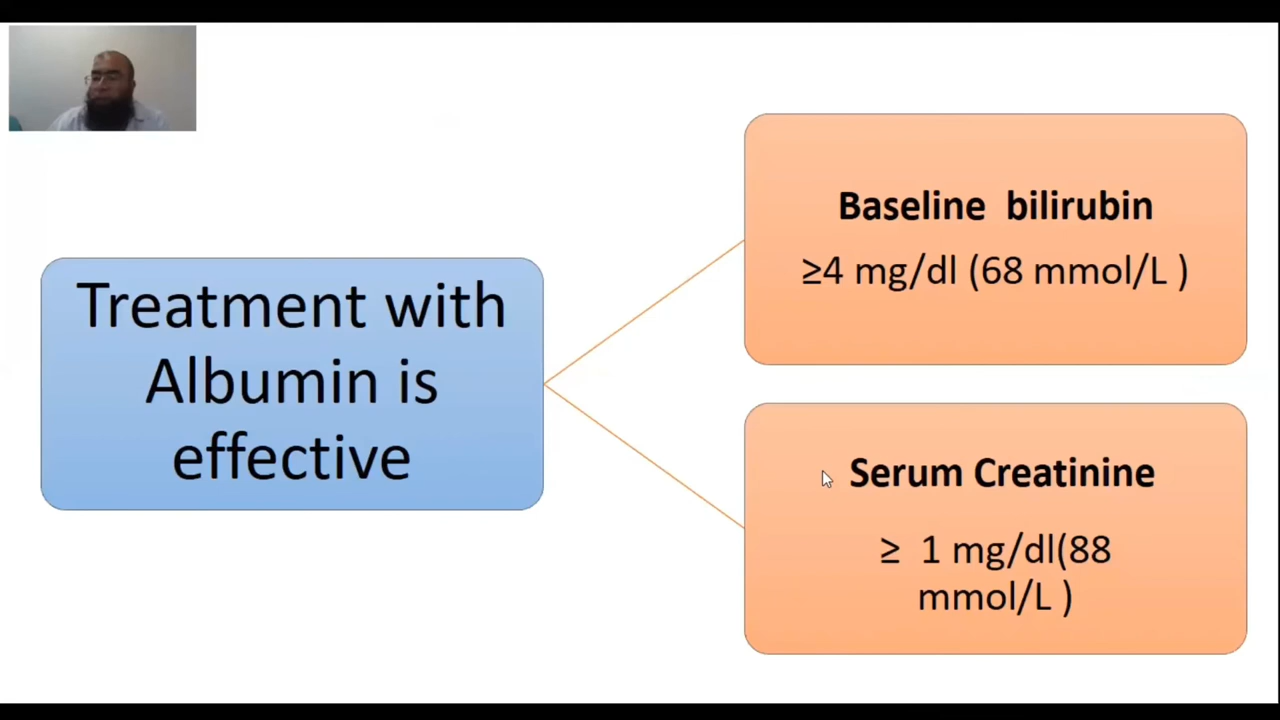 Treatment with
Albumin is
effective
Baseline bilirubin
≥4 mg/dl (68 mmol/L )
Serum Creatinine
≥ 1 mg/dl(88
mmol/L )